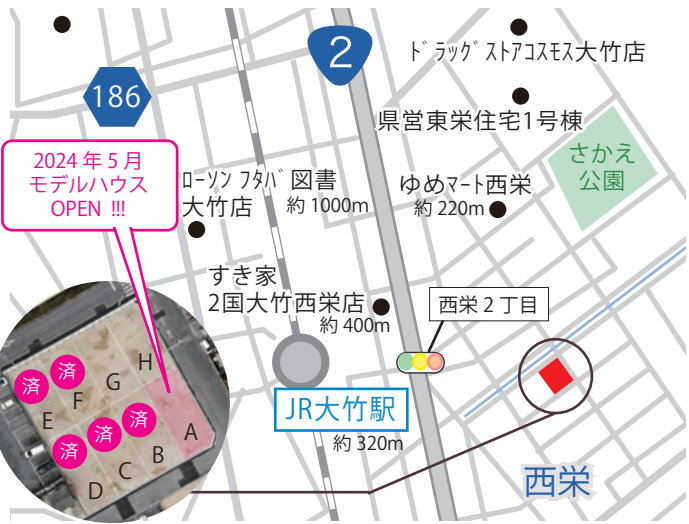 2
ﾄﾞﾗｯｸﾞｽﾄｱｺｽﾓｽ大竹店
186
県営東栄住宅1号棟
2024 年 5 月
モデルハウス
OPEN !!!
さかえ
公園
ﾛｰｿﾝ ﾌﾀﾊﾞ図書
大竹店
約 1000m
ゆめﾏｰﾄ西栄
約 220m
すき家
2国大竹西栄店
約 400m
西栄 2 丁目
JR大竹駅
約 320m
西栄
済
済
済
済
済
H
G
F
E
A
B
C
D